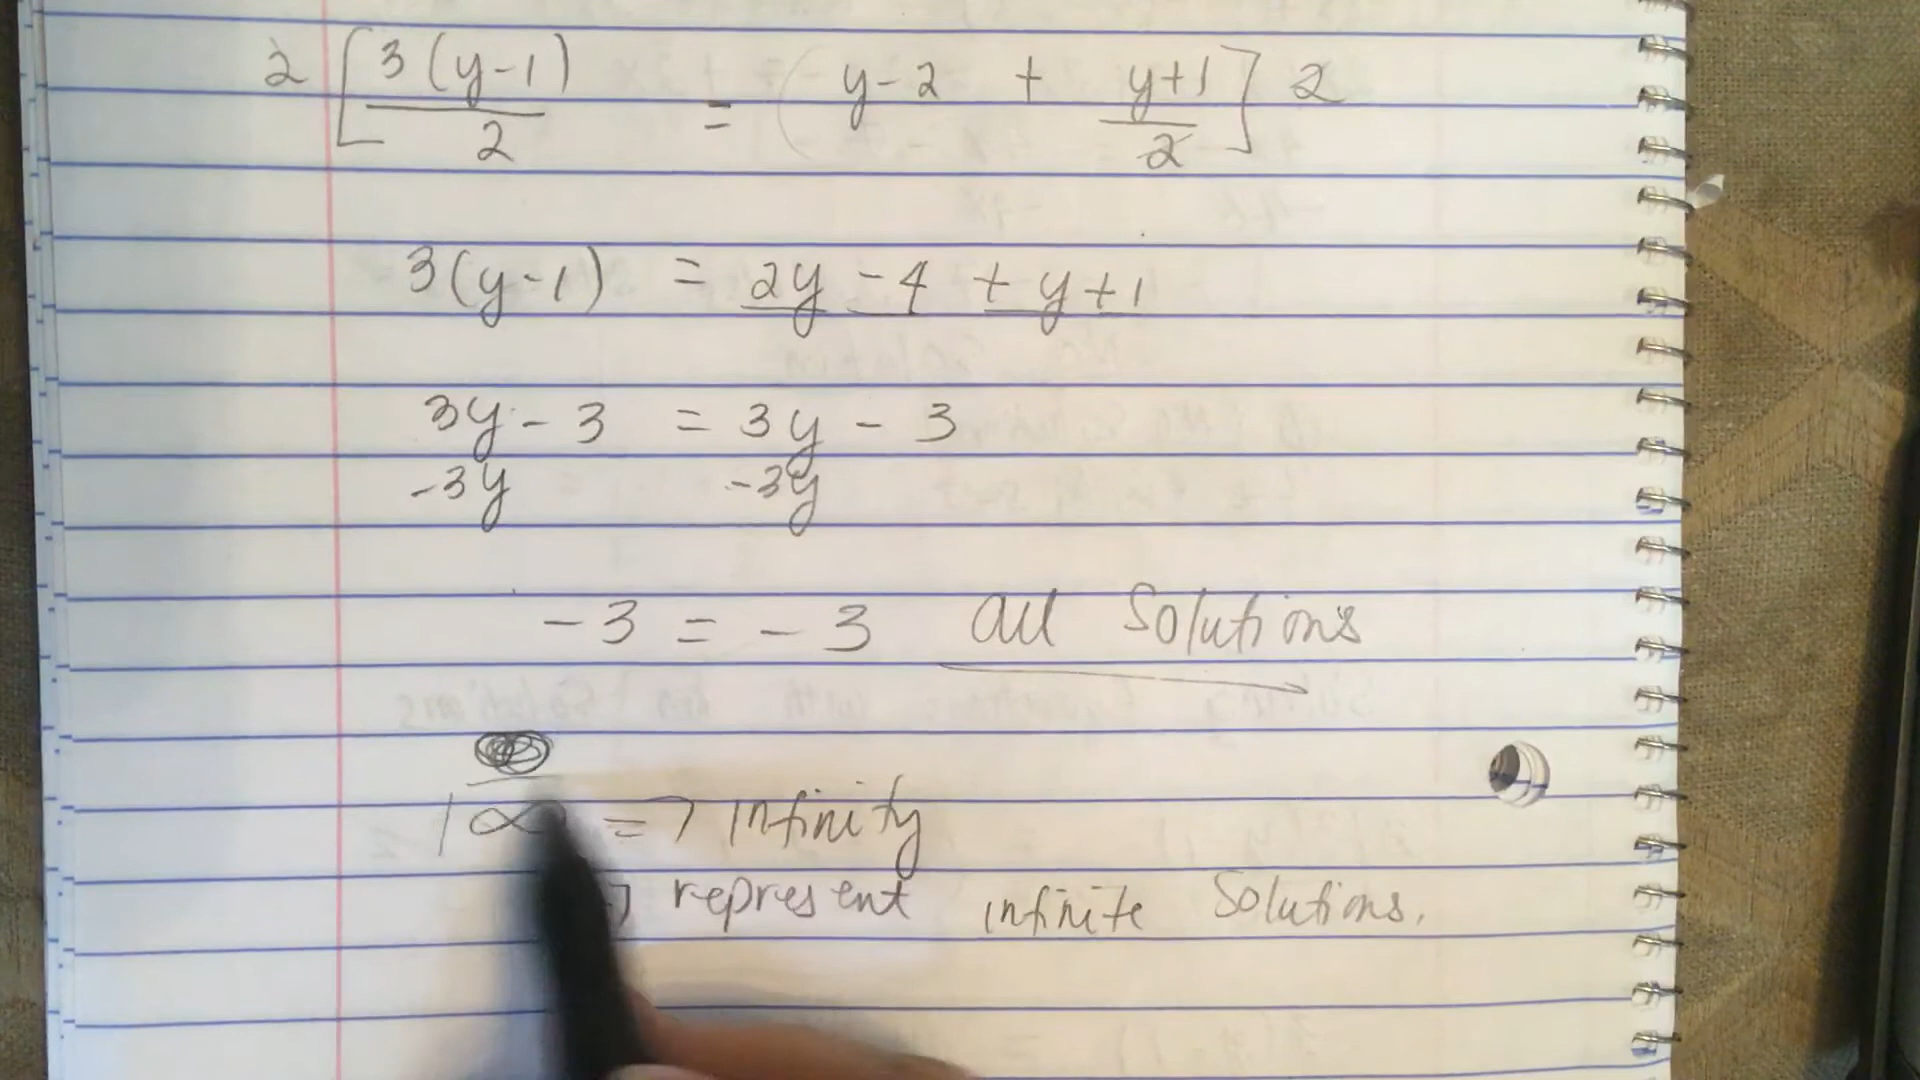 2 [ 3(y-1) / 2 = ( y-2 + y+1 / 2 ] 2
3(y-1) = 2y - 4 + y + 1
3y - 3 = 3y - 3
-3y -3y
-3 = -3 all Solutions
∞ => infinity
represent infinite Solutions.